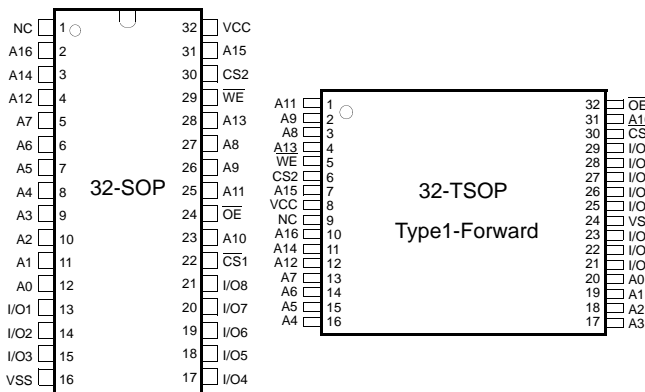 NC 1 32 VCC
A16 2 31 A15
A14 3 30 CS2
A12 4 29 WE
A7 5 28 A13
A6 6 27 A8
A5 7 26 A9
A4 8 32-SOP 25 A11
A3 9 24 OE
A2 10 23 A10
A1 11 22 CS1
A0 12 21 I/O8
I/O1 13 20 I/O7
I/O2 14 19 I/O6
I/O3 15 18 I/O5
VSS 16 17 I/O4
A11 1 32 OE
A9 2 31 A10
A8 3 30 CS
A13 4 29 I/O
WE 5 28 I/O
CS2 6 27 I/O
A15 7 32-TSOP 26 I/O
VCC 8 25 I/O
NC 9 24 VS
A16 10 Type1-Forward 23 I/O
A14 11 22 I/O
A12 12 21 I/O
A7 13 20 A0
A6 14 19 A1
A5 15 18 A2
A4 16 17 A3